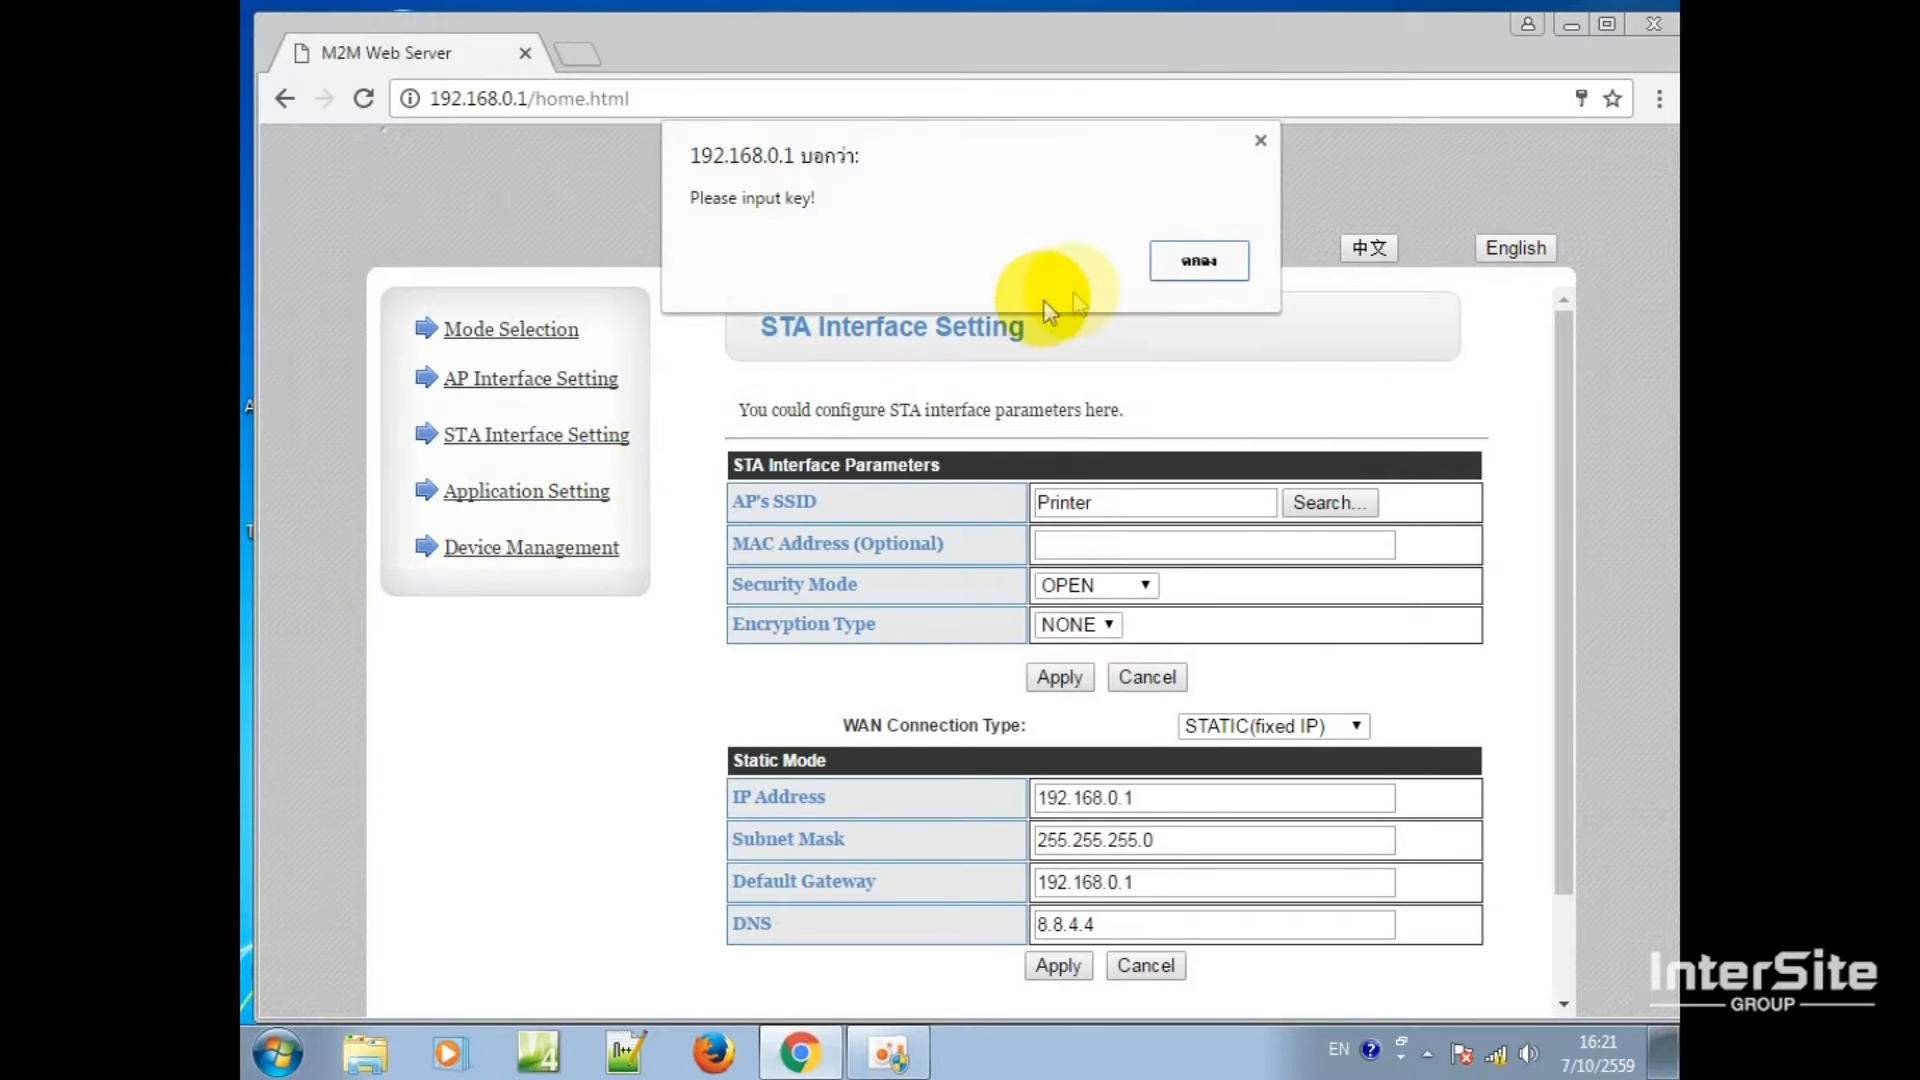 M2M Web Server
192.168.0.1/home.html
192.168.0.1 บอกว่า:
Please input key!
ตกลง
中文
English
Mode Selection
AP Interface Setting
STA Interface Setting
Application Setting
Device Management
STA Interface Setting
You could configure STA interface parameters here.
STA Interface Parameters
AP's SSID
Printer
Search...
MAC Address (Optional)
Security Mode
OPEN
Encryption Type
NONE
Apply
Cancel
WAN Connection Type:
STATIC(fixed IP)
Static Mode
IP Address
192.168.0.1
Subnet Mask
255.255.255.0
Default Gateway
192.168.0.1
DNS
8.8.4.4
Apply
Cancel
InterSite
GROUP
EN
16:21
7/10/2559